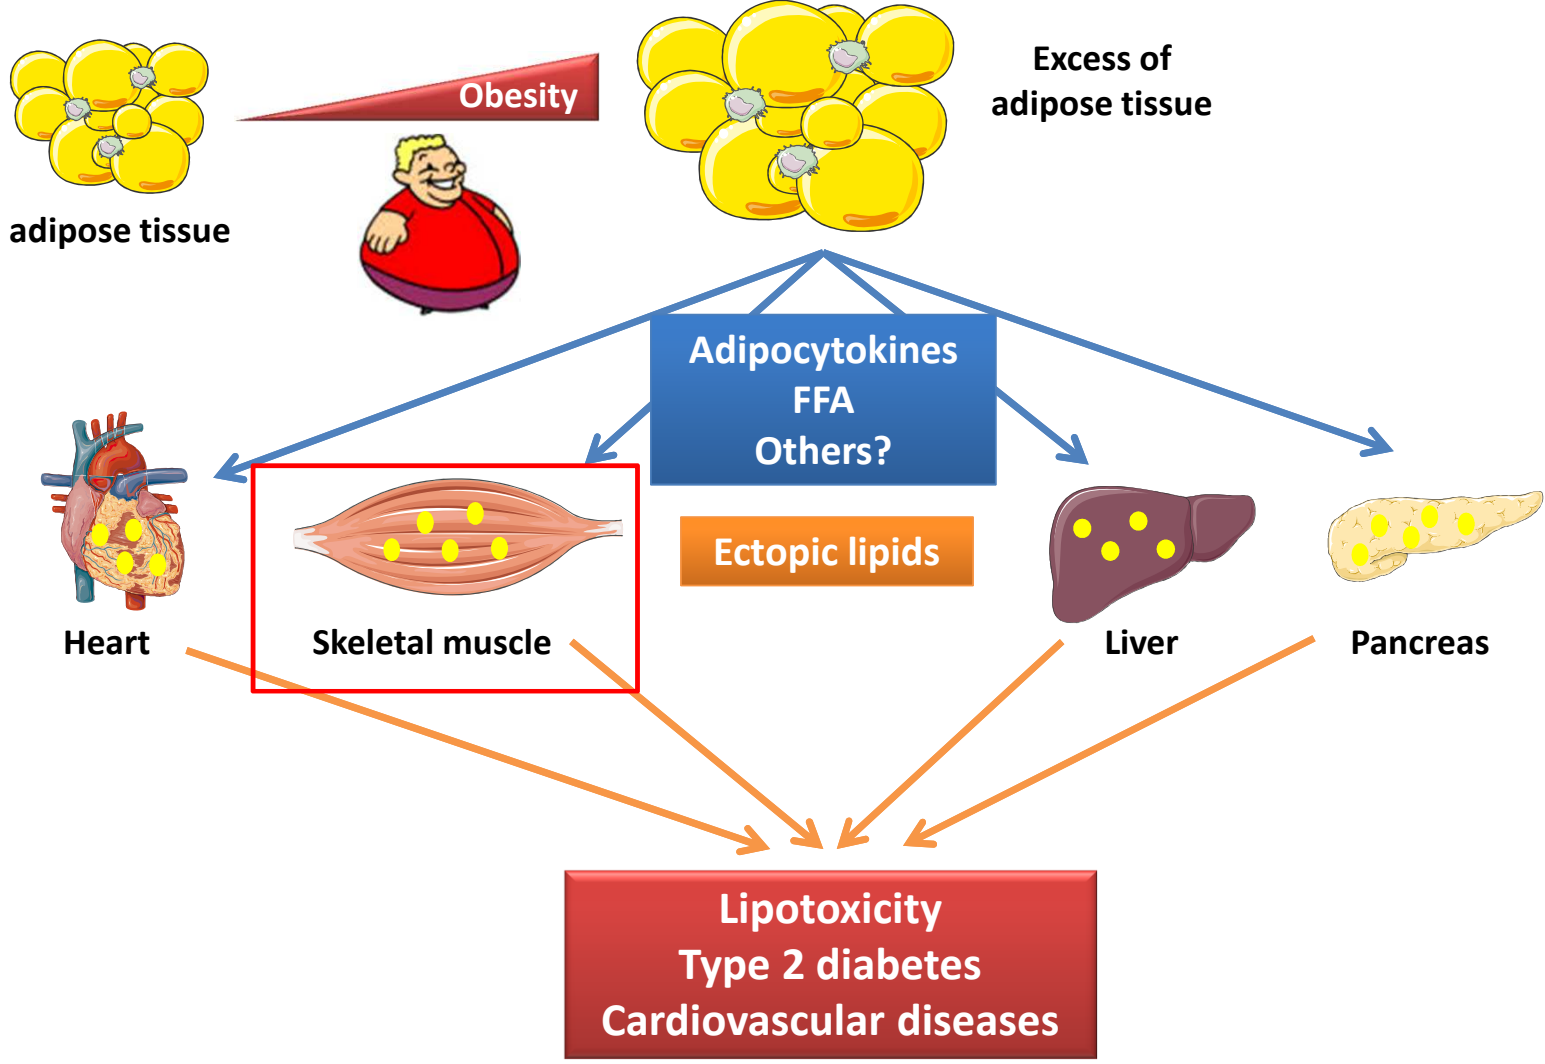 Excess of
adipose tissue
Obesity
adipose tissue
Adipocytokines
FFA
Others?
Ectopic lipids
Heart
Skeletal muscle
Liver
Pancreas
Lipotoxicity
Type 2 diabetes
Cardiovascular diseases